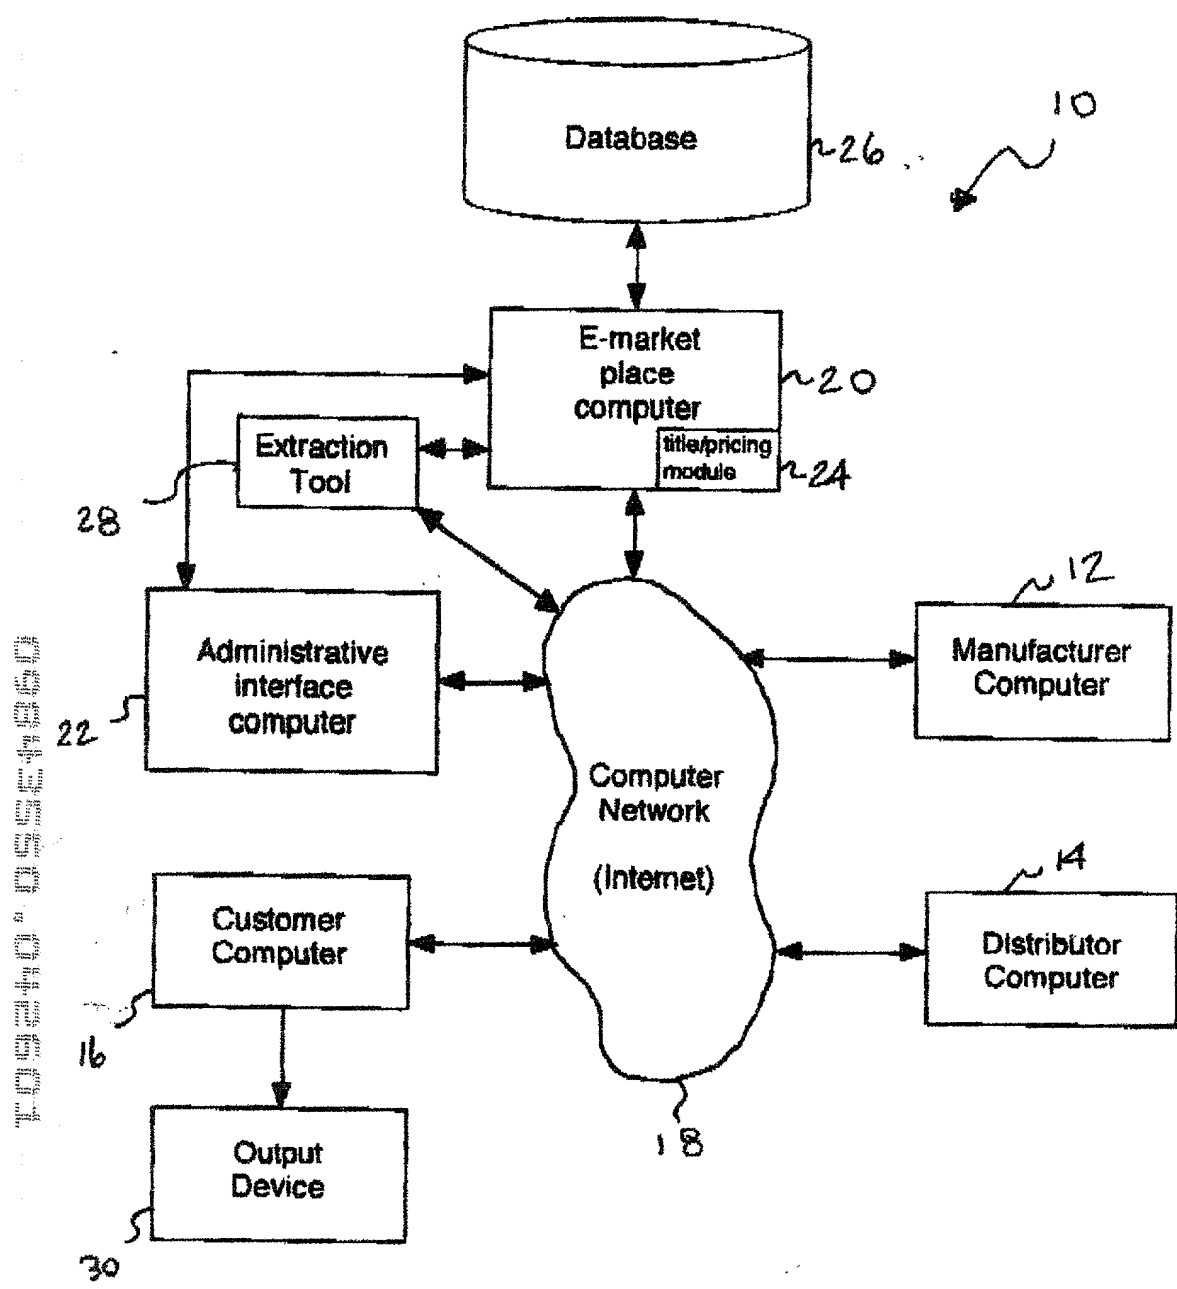 Database
26
10
E-market
place
computer
20
title/pricing
module
24
Extraction
Tool
28
12
Manufacturer
Computer
Administrative
interface
computer
22
Computer
Network
(Internet)
14
Distributor
Computer
Customer
Computer
16
18
Output
Device
30